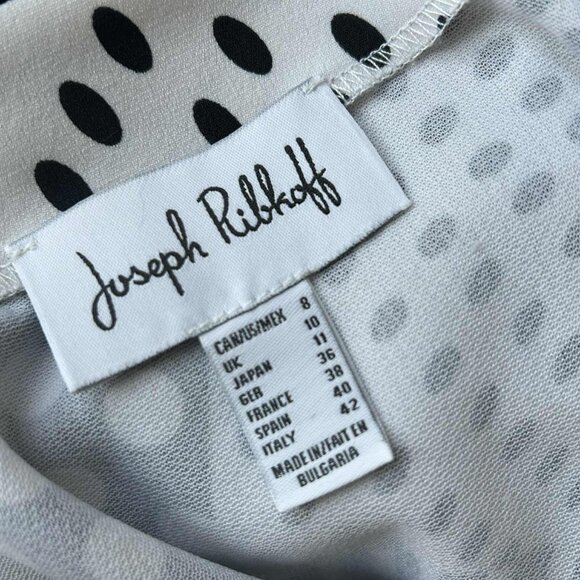 Joseph Ribkoff
CAN/US/MEX 8
UK 10
JAPAN 11
GER 36
FRANCE 38
SPAIN 40
ITALY 42
MADE IN/FAIT EN
BULGARIA